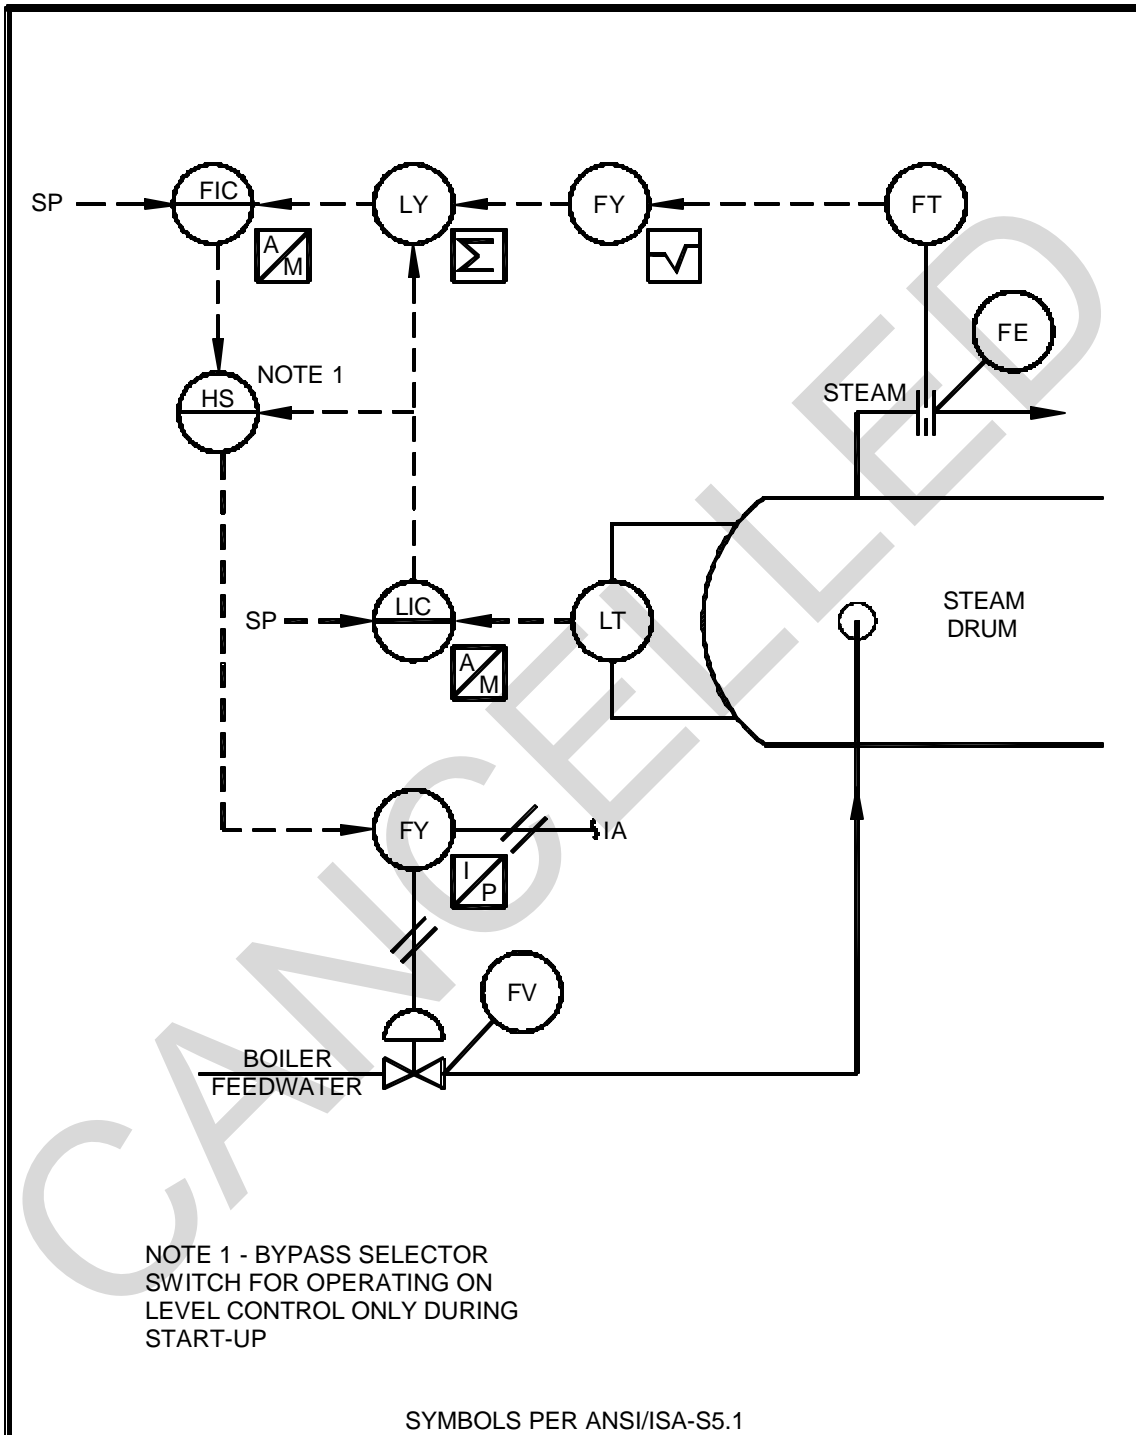 SP
FIC
LY
FY
FT
A
M
Σ
√
FE
NOTE 1
HS
STEAM
SP
LIC
LT
STEAM
DRUM
A
M
FY
IA
I
P
FV
BOILER
FEEDWATER
NOTE 1 - BYPASS SELECTOR
SWITCH FOR OPERATING ON
LEVEL CONTROL ONLY DURING
START-UP
SYMBOLS PER ANSI/ISA-S5.1
CANCELLED